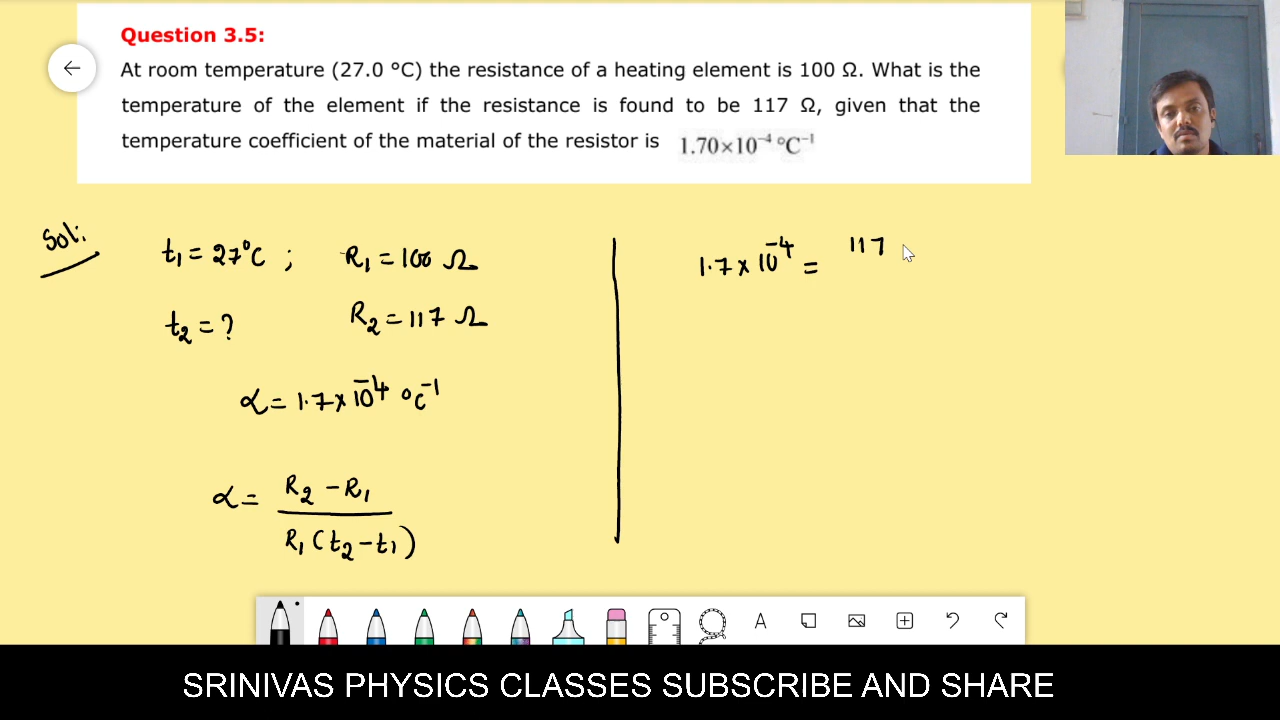 Question 3.5:
At room temperature (27.0 °C) the resistance of a heating element is 100 Ω. What is the
temperature of the element if the resistance is found to be 117 Ω, given that the
temperature coefficient of the material of the resistor is 1.70×10⁻⁴ °C⁻¹
Sol:
t₁ = 27°C ; R₁ = 100 Ω
t₂ = ? R₂ = 117 Ω
α = 1.7 × 10⁻⁴ °C⁻¹
α = R₂ - R₁
R₁ (t₂ - t₁)
1.7 × 10⁻⁴ = 117
A
SRINIVAS PHYSICS CLASSES SUBSCRIBE AND SHARE